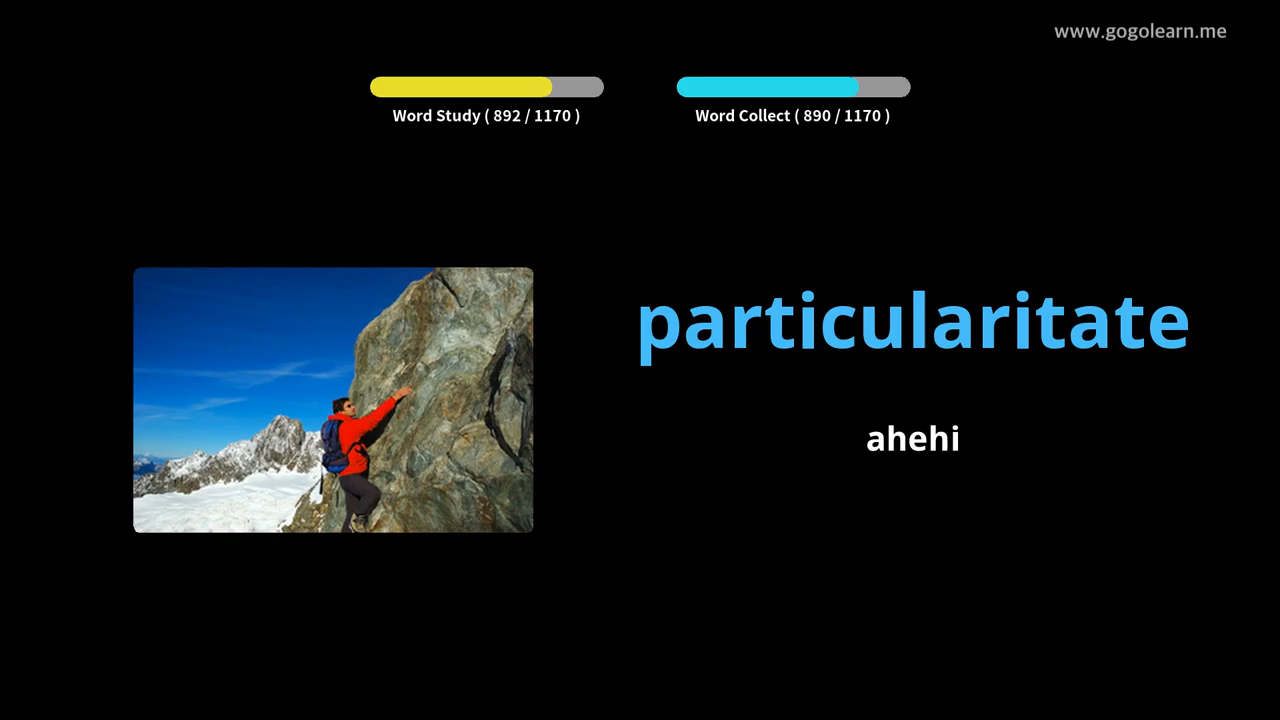 www.gogolearn.me
Word Study ( 892 / 1170 )
Word Collect ( 890 / 1170 )
particularitate
ahehi